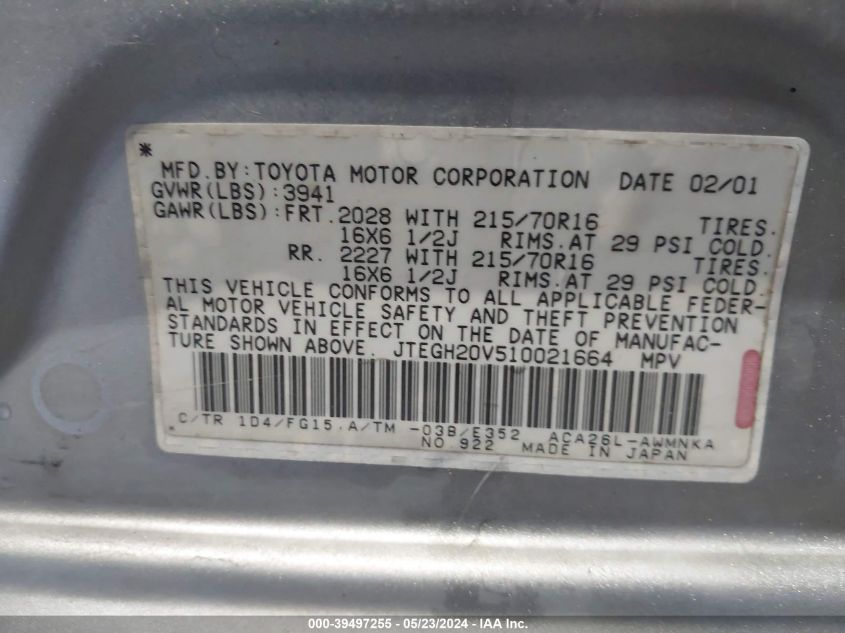 * MFD.BY:TOYOTA MOTOR CORPORATION DATE 02/01
GVWR(LBS):3941
GAWR(LBS):FRT.2028 WITH 215/70R16 TIRES.
16X6 1/2J RIMS.AT 29 PSI COLD.
RR. 2227 WITH 215/70R16 TIRES.
16X6 1/2J RIMS.AT 29 PSI COLD.
THIS VEHICLE CONFORMS TO ALL APPLICABLE FEDER-
AL MOTOR VEHICLE SAFETY AND THEFT PREVENTION
STANDARDS IN EFFECT ON THE DATE OF MANUFAC-
TURE SHOWN ABOVE. JTEGH20V510021664 MPV
C/TR 1D4/FG15.A/TM -03B/E352 ACA26L-AWMNKA
NO.922 MADE IN JAPAN
000-39497255 - 05/23/2024 - IAA Inc.